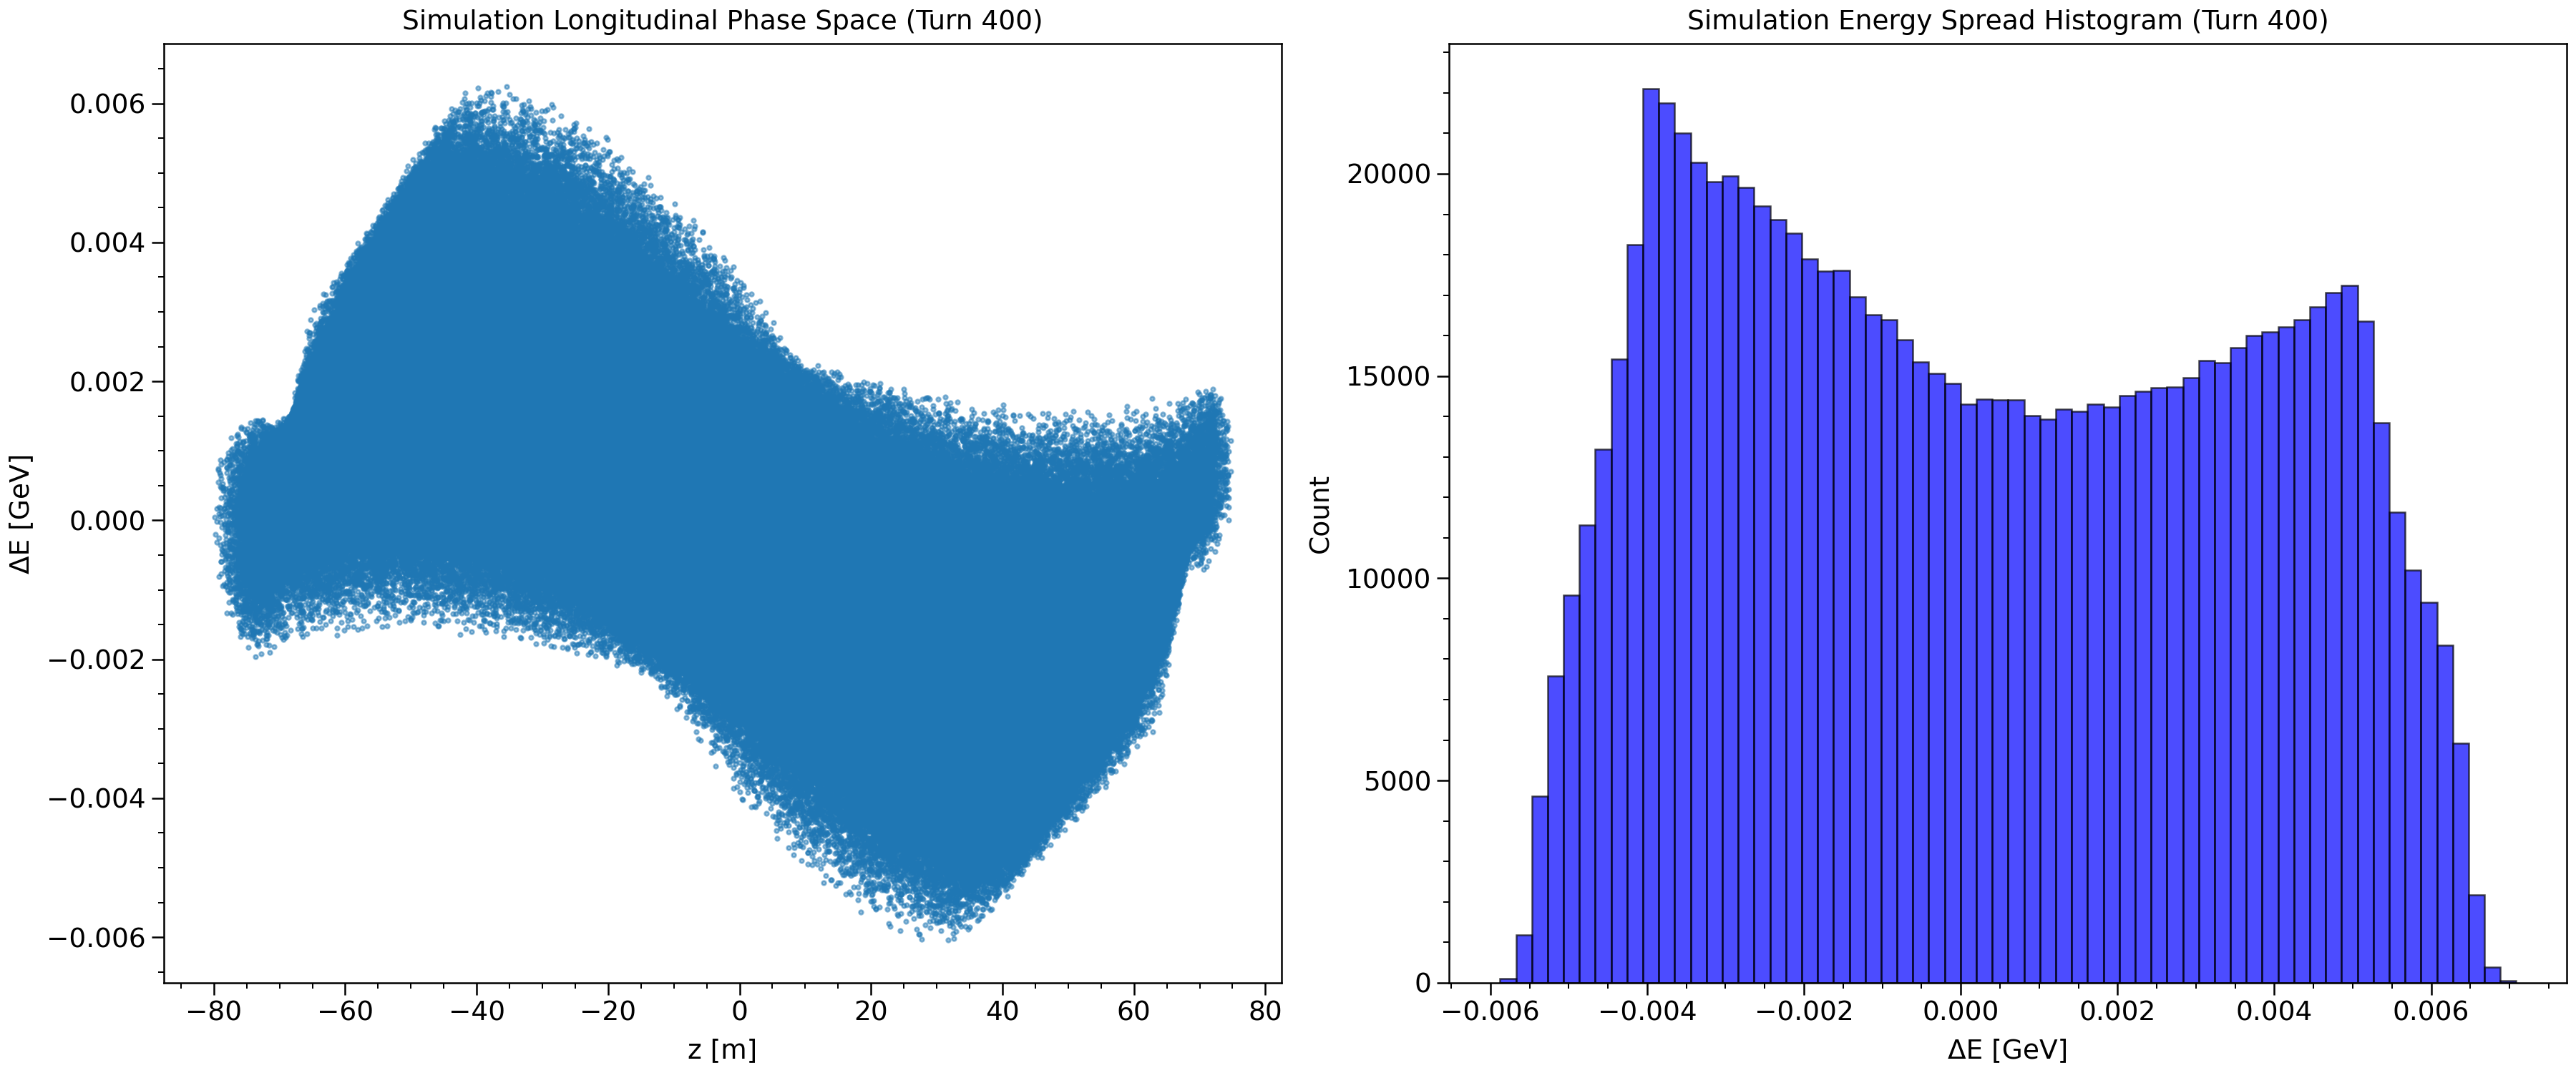 Simulation Longitudinal Phase Space (Turn 400)
ΔE [GeV]
0.006
0.004
0.002
0.000
−0.002
−0.004
−0.006
−80 −60 −40 −20 0 20 40 60 80
z [m]
Simulation Energy Spread Histogram (Turn 400)
Count
20000
15000
10000
5000
0
−0.006 −0.004 −0.002 0.000 0.002 0.004 0.006
ΔE [GeV]